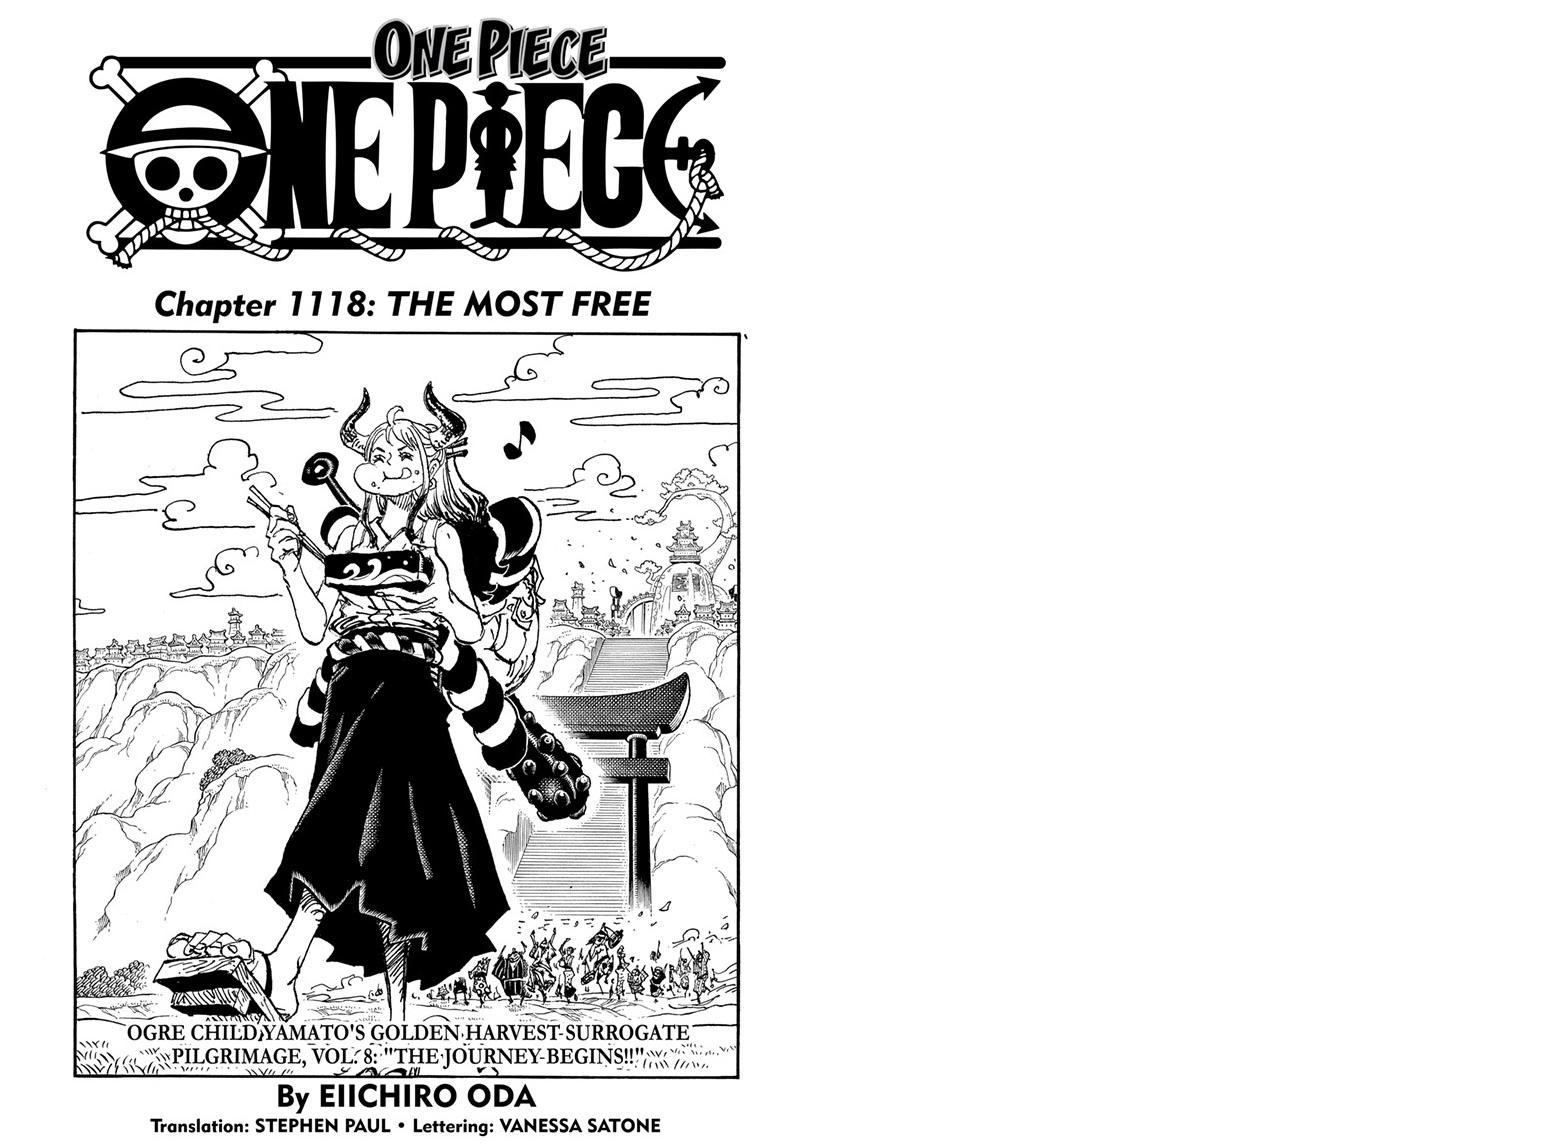 ONE PIECE
ONE PIECE
Chapter 1118: THE MOST FREE
OGRE CHILD YAMATO'S GOLDEN HARVEST SURROGATE
PILGRIMAGE, VOL. 8: "THE JOURNEY BEGINS!!"
By EIICHIRO ODA
Translation: STEPHEN PAUL • Lettering: VANESSA SATONE